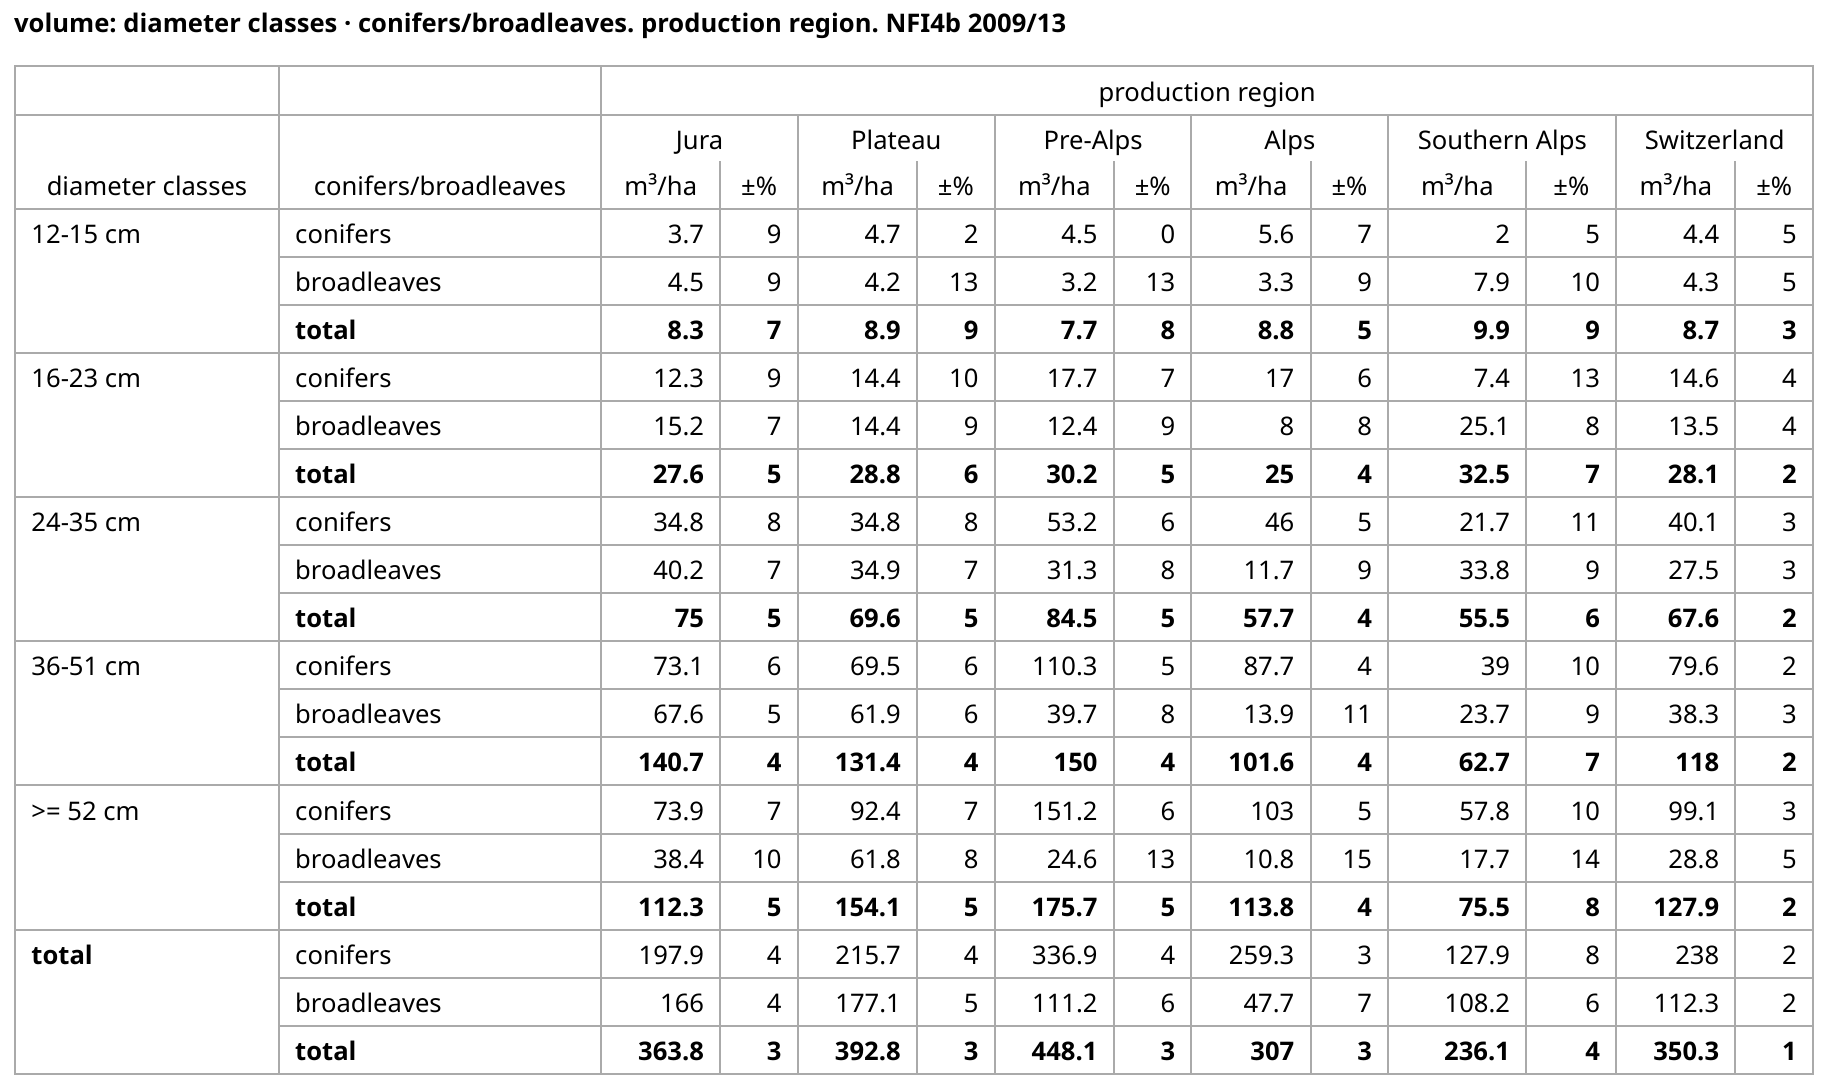 volume: diameter classes · conifers/broadleaves. production region. NFI4b 2009/13
production region
Jura Plateau Pre-Alps Alps Southern Alps Switzerland
diameter classes conifers/broadleaves m³/ha ±% m³/ha ±% m³/ha ±% m³/ha ±% m³/ha ±% m³/ha ±%
12-15 cm conifers 3.7 9 4.7 2 4.5 0 5.6 7 2 5 4.4 5
broadleaves 4.5 9 4.2 13 3.2 13 3.3 9 7.9 10 4.3 5
total 8.3 7 8.9 9 7.7 8 8.8 5 9.9 9 8.7 3
16-23 cm conifers 12.3 9 14.4 10 17.7 7 17 6 7.4 13 14.6 4
broadleaves 15.2 7 14.4 9 12.4 9 8 8 25.1 8 13.5 4
total 27.6 5 28.8 6 30.2 5 25 4 32.5 7 28.1 2
24-35 cm conifers 34.8 8 34.8 8 53.2 6 46 5 21.7 11 40.1 3
broadleaves 40.2 7 34.9 7 31.3 8 11.7 9 33.8 9 27.5 3
total 75 5 69.6 5 84.5 5 57.7 4 55.5 6 67.6 2
36-51 cm conifers 73.1 6 69.5 6 110.3 5 87.7 4 39 10 79.6 2
broadleaves 67.6 5 61.9 6 39.7 8 13.9 11 23.7 9 38.3 3
total 140.7 4 131.4 4 150 4 101.6 4 62.7 7 118 2
>= 52 cm conifers 73.9 7 92.4 7 151.2 6 103 5 57.8 10 99.1 3
broadleaves 38.4 10 61.8 8 24.6 13 10.8 15 17.7 14 28.8 5
total 112.3 5 154.1 5 175.7 5 113.8 4 75.5 8 127.9 2
total conifers 197.9 4 215.7 4 336.9 4 259.3 3 127.9 8 238 2
broadleaves 166 4 177.1 5 111.2 6 47.7 7 108.2 6 112.3 2
total 363.8 3 392.8 3 448.1 3 307 3 236.1 4 350.3 1